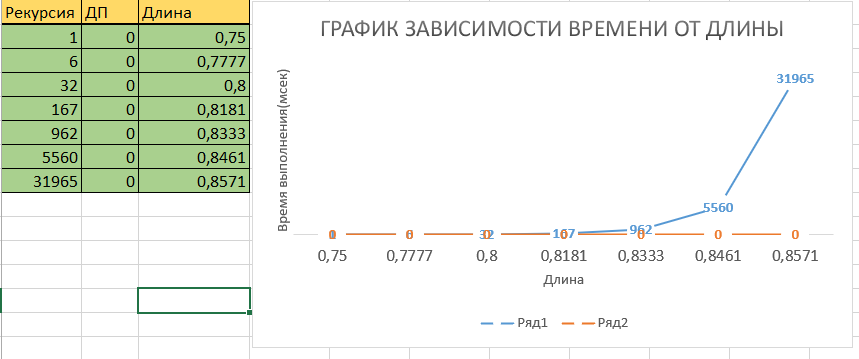 Рекурсия ДП Длина
1 0 0,75
6 0 0,7777
32 0 0,8
167 0 0,8181
962 0 0,8333
5560 0 0,8461
31965 0 0,8571
ГРАФИК ЗАВИСИМОСТИ ВРЕМЕНИ ОТ ДЛИНЫ
Время выполнения(мсек)
31965
5560
1 6 32 167 962
0 0 0 0 0 0 0
0,75 0,7777 0,8 0,8181 0,8333 0,8461 0,8571
Длина
Ряд1 Ряд2